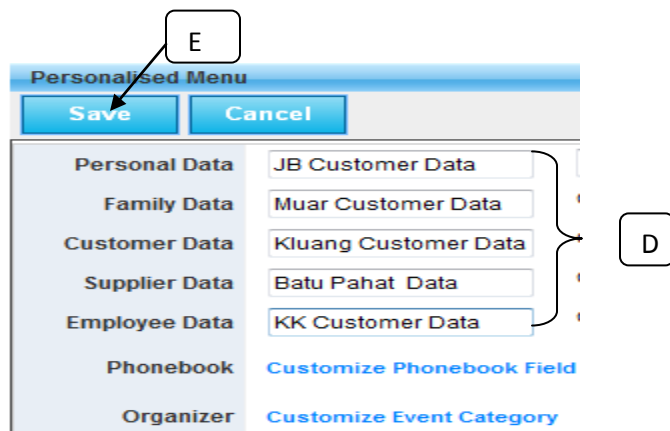 E
Personalised Menu
Save Cancel
Personal Data JB Customer Data
Family Data Muar Customer Data
Customer Data Kluang Customer Data
D
Supplier Data Batu Pahat  Data
Employee Data KK Customer Data
Phonebook Customize Phonebook Field
Organizer Customize Event Category